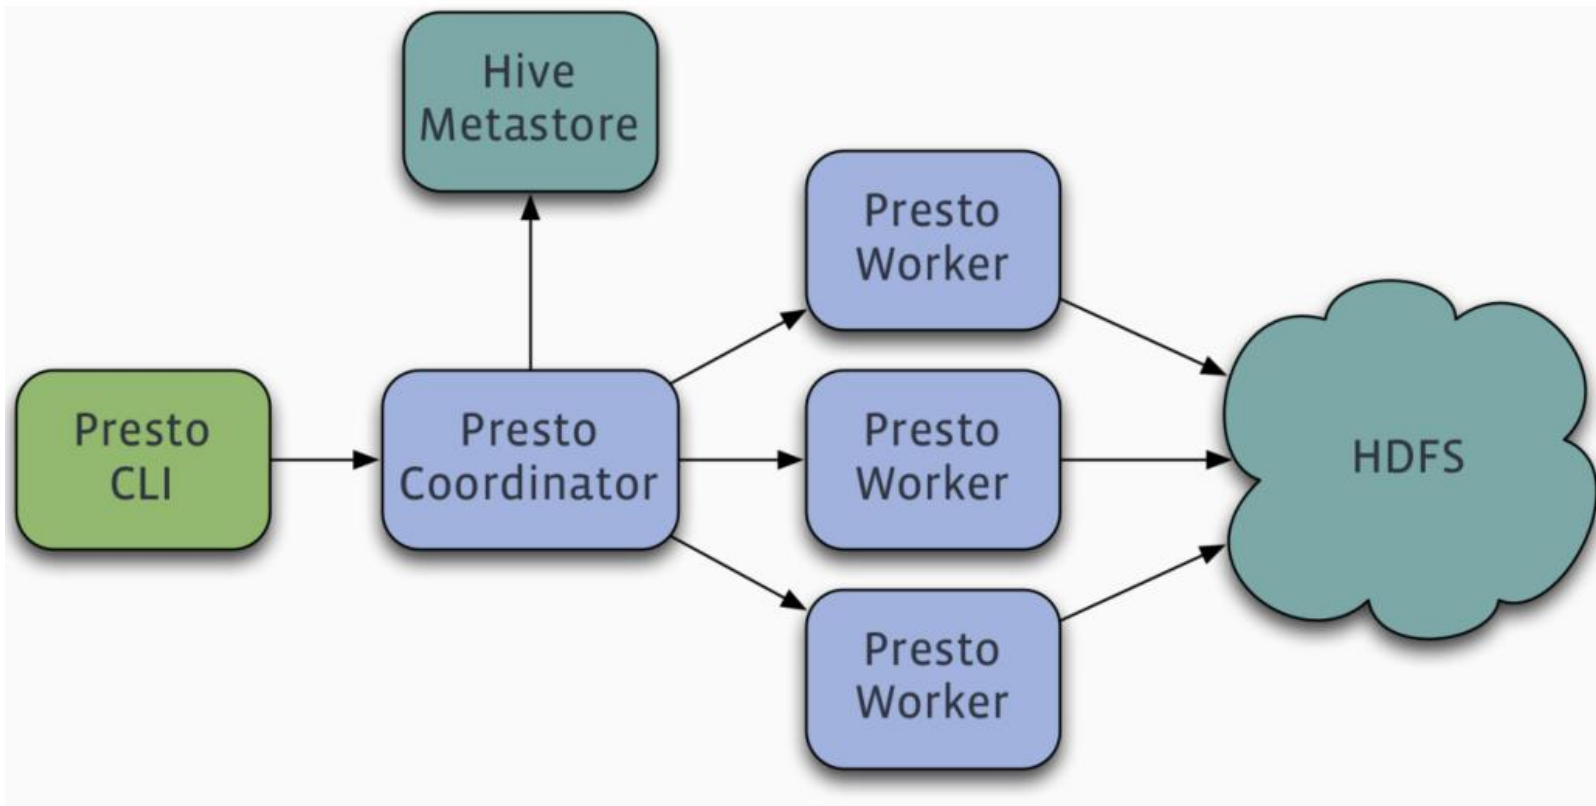 Hive
Metastore
Presto
Worker
Presto
CLI
Presto
Coordinator
Presto
Worker
HDFS
Presto
Worker